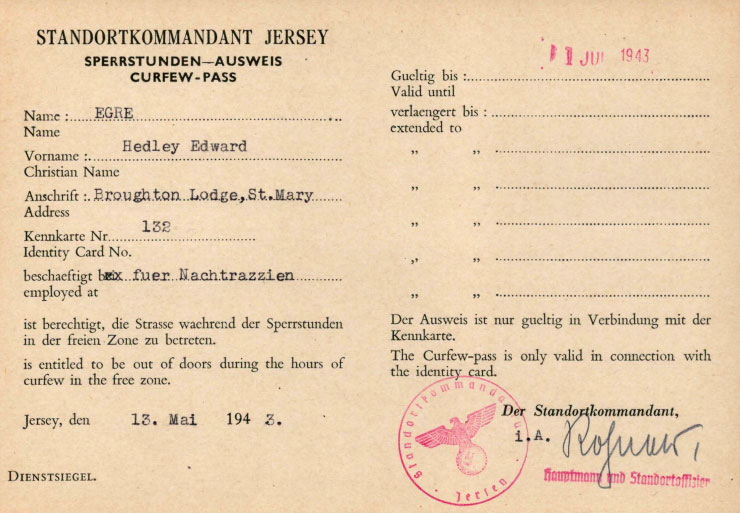 STANDORTKOMMANDANT JERSEY
SPERRSTUNDEN—AUSWEIS
CURFEW-PASS
Name : EGRE
Name
Vorname : Hedley Edward
Christian Name
Anschrift : Broughton Lodge, St. Mary
Address
Kennkarte Nr. 132
Identity Card No.
beschaeftigt bei fuer Nachtrazzien
employed at
ist berechtigt, die Strasse waehrend der Sperrstunden
in der freien Zone zu betreten.
is entitled to be out of doors during the hours of
curfew in the free zone.
Jersey, den 13. Mai 194 3.
DIENSTSIEGEL.
1 JUL 1943
Gueltig bis :
Valid until
verlaengert bis :
extended to
„ „
„ „
„ „
„ „
„ „
Der Ausweis ist nur gueltig in Verbindung mit der
Kennkarte.
The Curfew-pass is only valid in connection with
the identity card.
Standortkommandantur
Jersey
Der Standortkommandant,
i.A.
Hauptmann und Standortoffizier